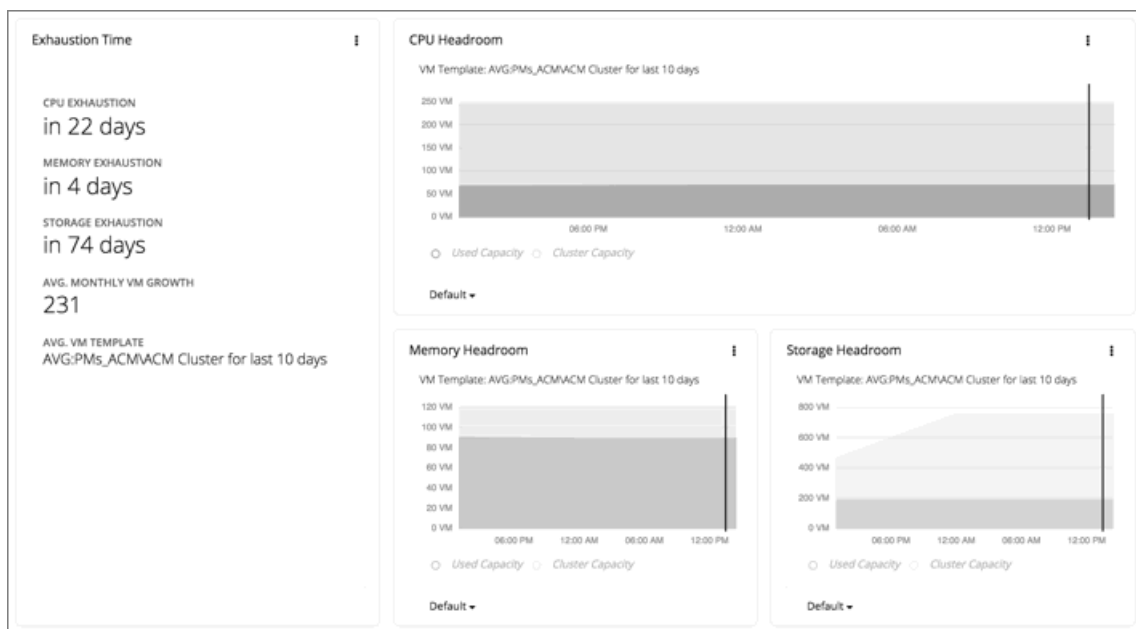 Exhaustion Time
CPU EXHAUSTION
in 22 days
MEMORY EXHAUSTION
in 4 days
STORAGE EXHAUSTION
in 74 days
AVG. MONTHLY VM GROWTH
231
AVG. VM TEMPLATE
AVG:PMs_ACM\ACM Cluster for last 10 days
CPU Headroom
VM Template: AVG:PMs_ACM\ACM Cluster for last 10 days
250 VM
200 VM
150 VM
100 VM
50 VM
0 VM
06:00 PM 12:00 AM 06:00 AM 12:00 PM
Used Capacity Cluster Capacity
Default
Memory Headroom
VM Template: AVG:PMs_ACM\ACM Cluster for last 10 days
120 VM
100 VM
80 VM
60 VM
40 VM
20 VM
0 VM
06:00 PM 12:00 AM 06:00 AM 12:00 PM
Used Capacity Cluster Capacity
Default
Storage Headroom
VM Template: AVG:PMs_ACM\ACM Cluster for last 10 days
800 VM
600 VM
400 VM
200 VM
0 VM
06:00 PM 12:00 AM 06:00 AM 12:00 PM
Used Capacity Cluster Capacity
Default